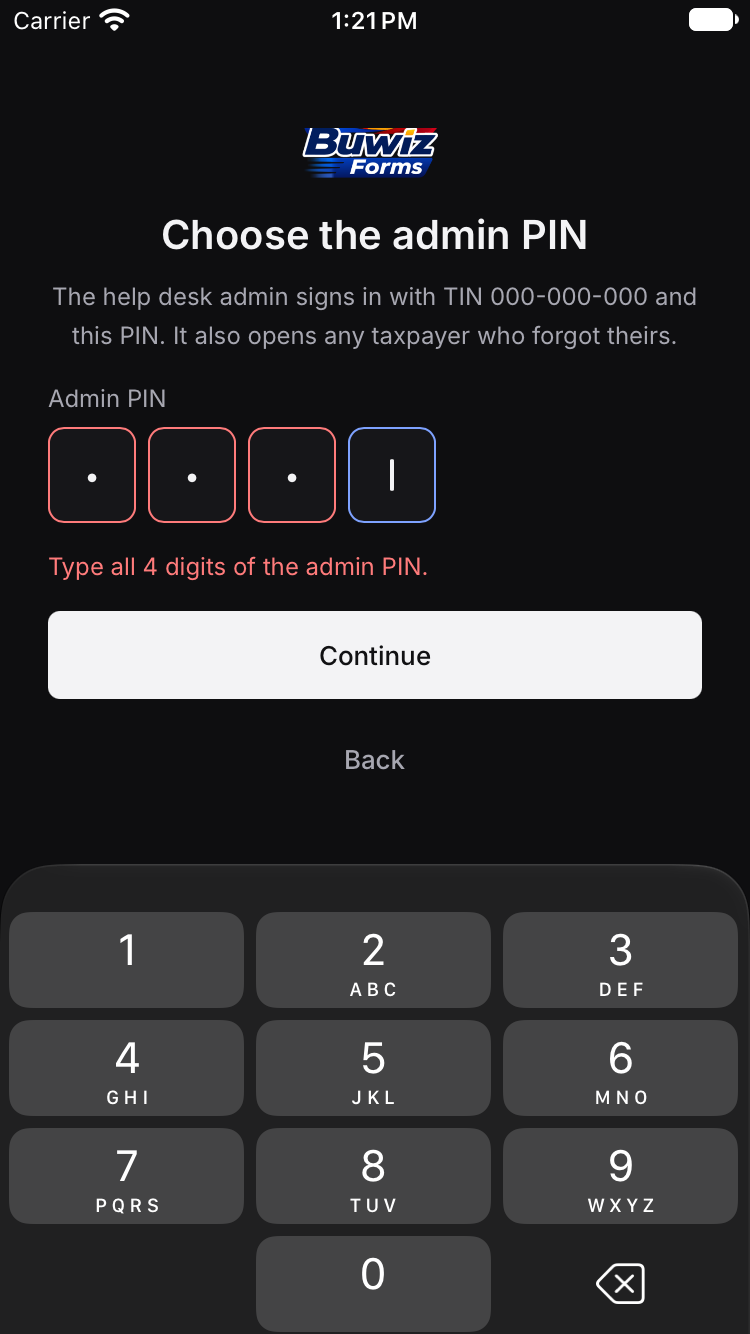 Carrier
1:21 PM
Buwiz
Forms
Choose the admin PIN
The help desk admin signs in with TIN 000-000-000 and
this PIN. It also opens any taxpayer who forgot theirs.
Admin PIN
Type all 4 digits of the admin PIN.
Continue
Back
1
2
ABC
3
DEF
4
GHI
5
JKL
6
MNO
7
PQRS
8
TUV
9
WXYZ
0